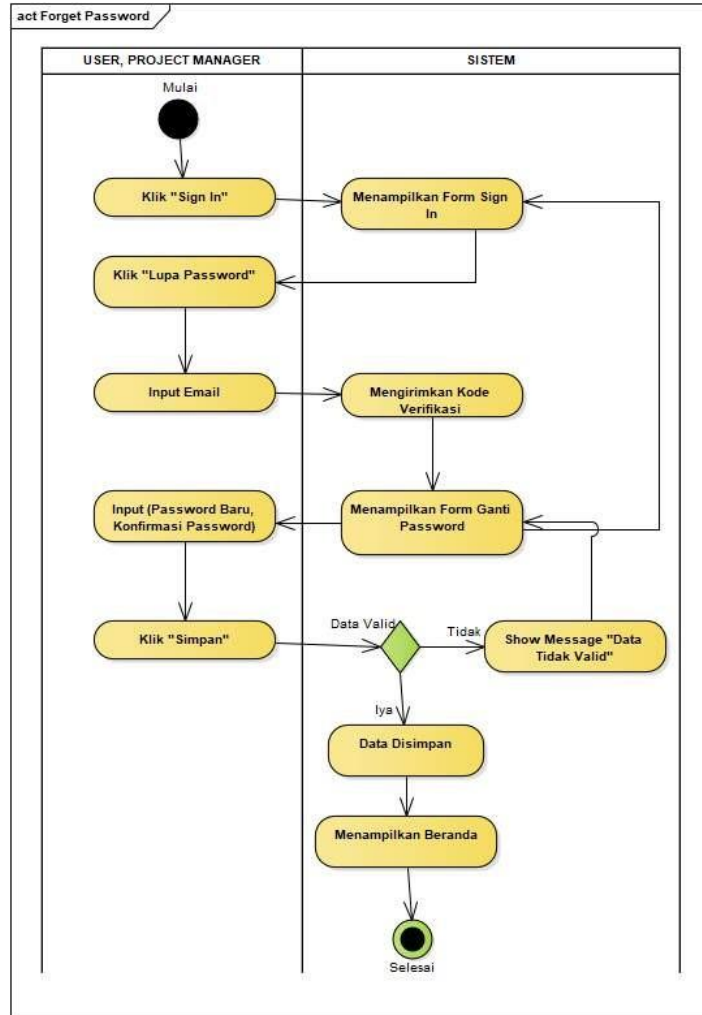 act Forget Password
USER, PROJECT MANAGER
SISTEM
Mulai
Klik "Sign In"
Menampilkan Form Sign
In
Klik "Lupa Password"
Input Email
Mengirimkan Kode
Verifikasi
Input (Password Baru,
Konfirmasi Password)
Menampilkan Form Ganti
Password
Klik "Simpan"
Data Valid
Tidak
Show Message "Data
Tidak Valid"
Iya
Data Disimpan
Menampilkan Beranda
Selesai